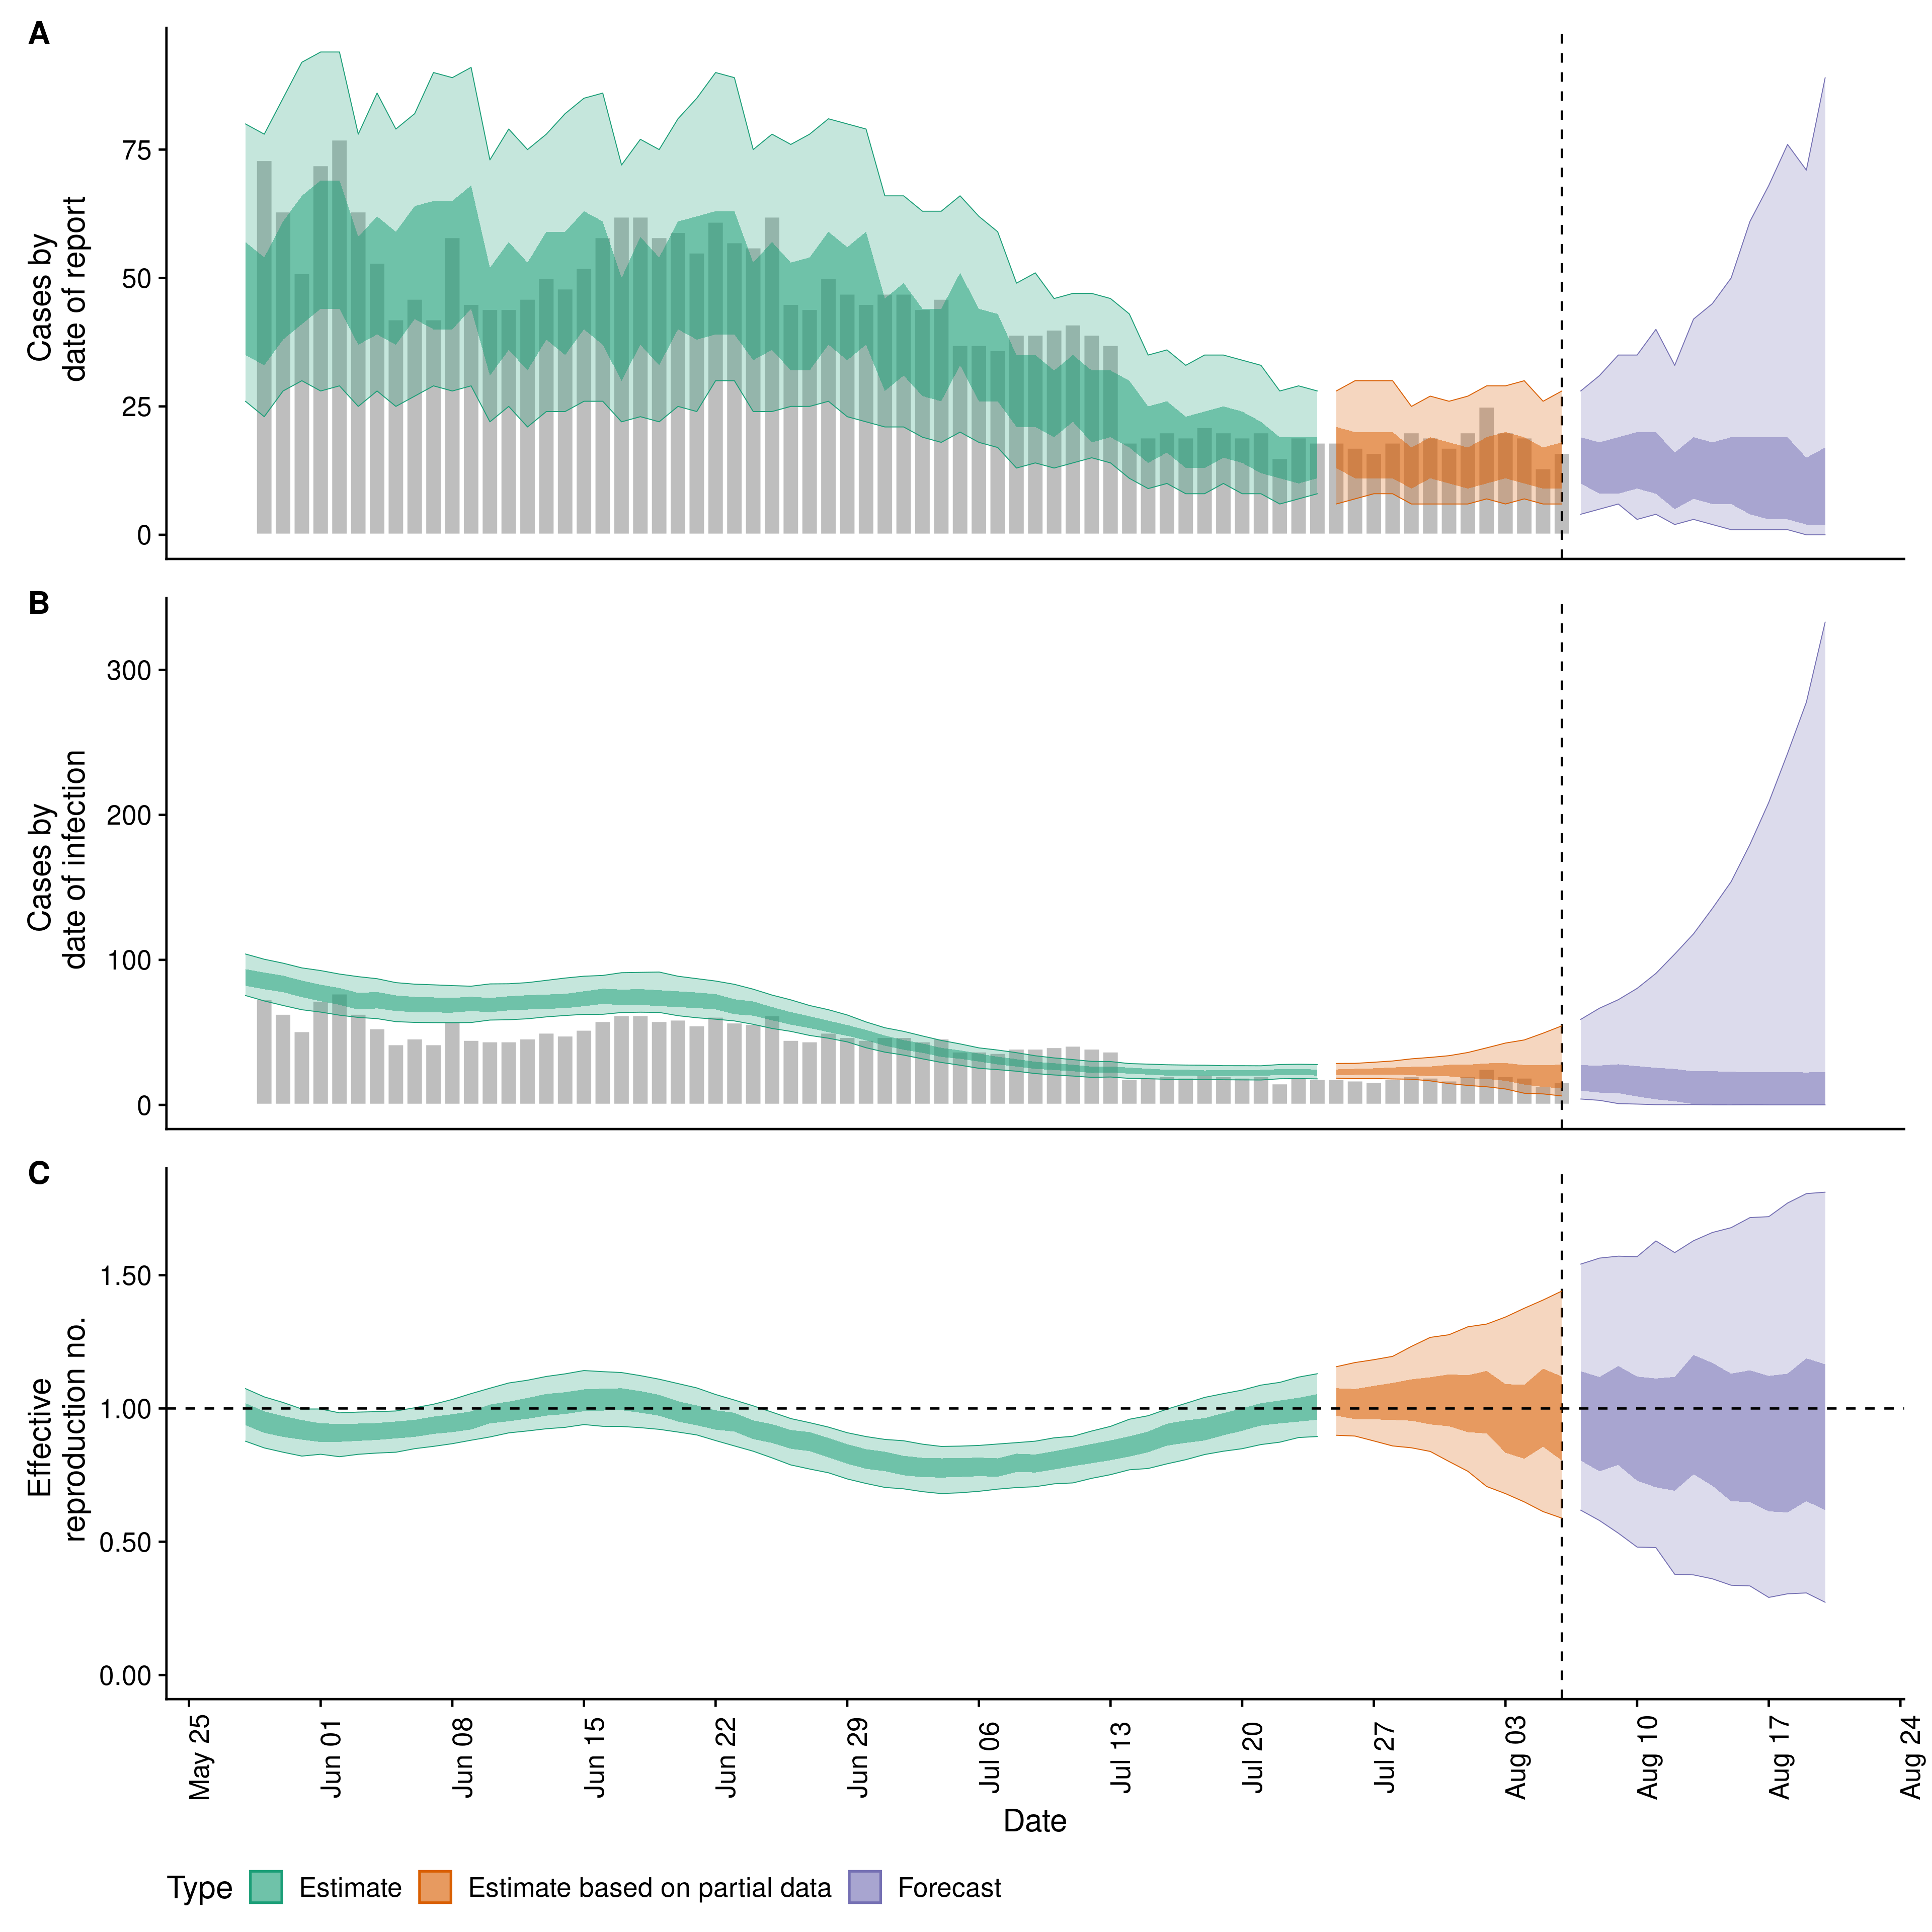 A
Cases by
date of report
75
50
25
0
B
Cases by
date of infection
300
200
100
0
C
Effective
reproduction no.
1.50
1.00
0.50
0.00
May 25
Jun 01
Jun 08
Jun 15
Jun 22
Jun 29
Jul 06
Jul 13
Jul 20
Jul 27
Aug 03
Aug 10
Aug 17
Aug 24
Date
Type Estimate Estimate based on partial data Forecast